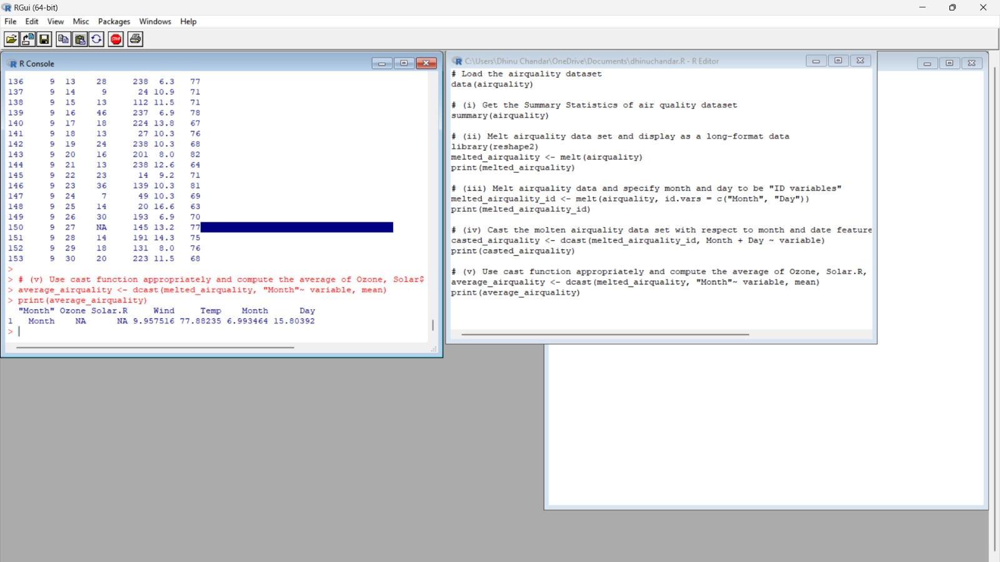 RGui (64-bit)
File Edit View Misc Packages Windows Help
STOP
R Console
136 9 13 28 238 6.3 77
137 9 14 9 24 10.9 71
138 9 15 13 112 11.5 71
139 9 16 46 237 6.9 78
140 9 17 18 224 13.8 67
141 9 18 13 27 10.3 76
142 9 19 24 238 10.3 68
143 9 20 16 201 8.0 82
144 9 21 13 238 12.6 64
145 9 22 23 14 9.2 71
146 9 23 36 139 10.3 81
147 9 24 7 49 10.3 69
148 9 25 14 20 16.6 63
149 9 26 30 193 6.9 70
150 9 27 NA 145 13.2 77
151 9 28 14 191 14.3 75
152 9 29 18 131 8.0 76
153 9 30 20 223 11.5 68
>
> # (v) Use cast function appropriately and compute the average of Ozone, Solar$
> average_airquality <- dcast(melted_airquality, "Month"~ variable, mean)
> print(average_airquality)
"Month" Ozone Solar.R Wind Temp Month Day
1 Month NA NA 9.957516 77.88235 6.993464 15.80392
>
C:\Users\Dhinu Chandar\OneDrive\Documents\dhinuchandar.R - R Editor
# Load the airquality dataset
data(airquality)
# (i) Get the Summary Statistics of air quality dataset
summary(airquality)
# (ii) Melt airquality data set and display as a long-format data
library(reshape2)
melted_airquality <- melt(airquality)
print(melted_airquality)
# (iii) Melt airquality data and specify month and day to be "ID variables"
melted_airquality_id <- melt(airquality, id.vars = c("Month", "Day"))
print(melted_airquality_id)
# (iv) Cast the molten airquality data set with respect to month and date feature
casted_airquality <- dcast(melted_airquality_id, Month + Day ~ variable)
print(casted_airquality)
# (v) Use cast function appropriately and compute the average of Ozone, Solar.R,
average_airquality <- dcast(melted_airquality, "Month"~ variable, mean)
print(average_airquality)